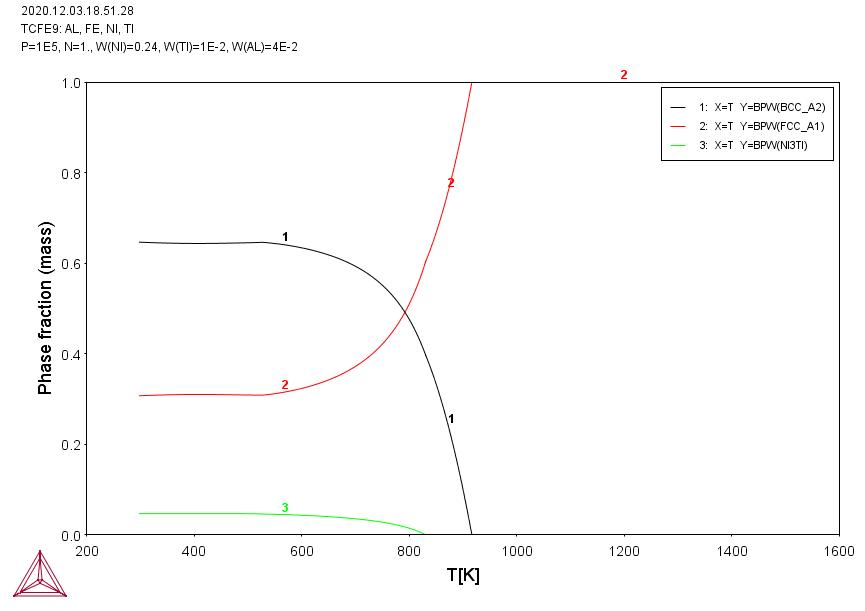 2020.12.03.18.51.28
TCFE9: AL, FE, NI, TI
P=1E5, N=1., W(NI)=0.24, W(TI)=1E-2, W(AL)=4E-2
2
1.0
1: X=T Y=BPW(BCC_A2)
2: X=T Y=BPW(FCC_A1)
3: X=T Y=BPW(NI3TI)
0.8
2
1
0.6
Phase fraction (mass)
0.4
2
1
0.2
3
0.0
200 400 600 800 1000 1200 1400 1600
T[K]